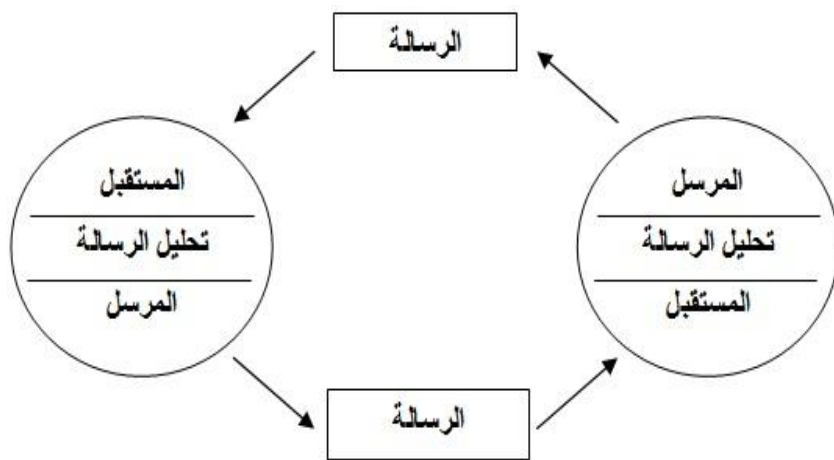 الرسالة
المرسل
تحليل الرسالة
المستقبل
المستقبل
تحليل الرسالة
المرسل
الرسالة